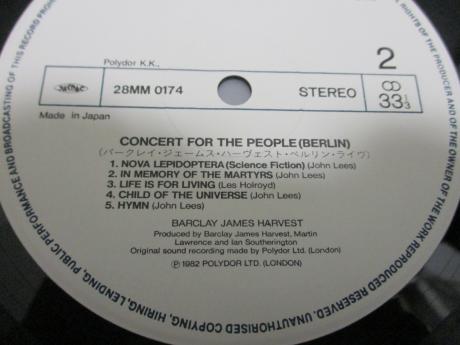 Polydor K.K.,
2
28MM 0174
STEREO
33 1/3
Made in Japan
CONCERT FOR THE PEOPLE (BERLIN)
(バークレイ・ジェームス・ハーヴェスト・ベルリン・ライヴ)
1. NOVA LEPIDOPTERA (Science Fiction) (John Lees)
2. IN MEMORY OF THE MARTYRS (John Lees)
3. LIFE IS FOR LIVING (Les Holroyd)
4. CHILD OF THE UNIVERSE (John Lees)
5. HYMN (John Lees)
BARCLAY JAMES HARVEST
Produced by Barclay James Harvest, Martin
Lawrence and Ian Southerington
Original sound recording made by Polydor Ltd. (London)
℗ 1982 POLYDOR LTD. (LONDON)
RIGHTS OF THE PRODUCER AND OF THE OWNER OF THE WORK REPRODUCED RESERVED. UNAUTHORISED COPYING, HIRING, LENDING, PUBLIC PERFORMANCE AND BROADCASTING OF THIS RECORD